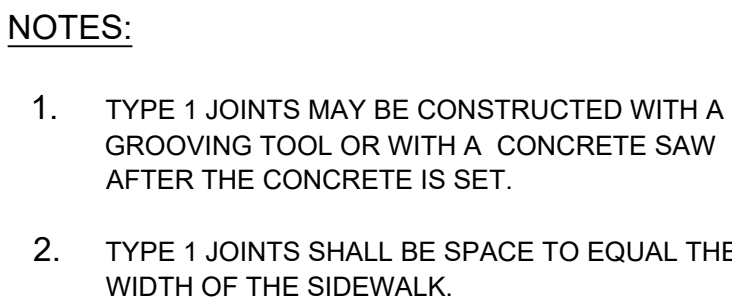 NOTES:
1. TYPE 1 JOINTS MAY BE CONSTRUCTED WITH A
GROOVING TOOL OR WITH A CONCRETE SAW
AFTER THE CONCRETE IS SET.
2. TYPE 1 JOINTS SHALL BE SPACE TO EQUAL THE
WIDTH OF THE SIDEWALK.